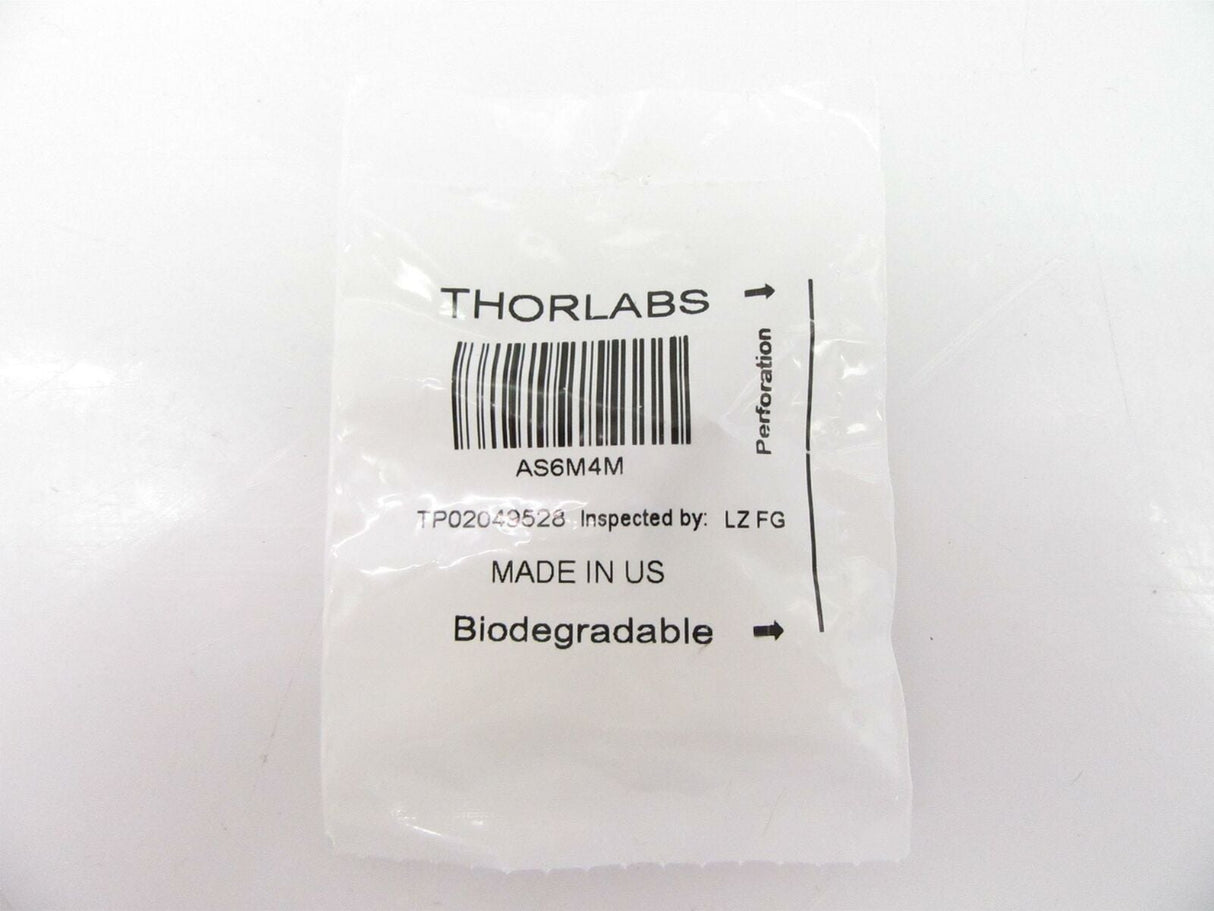 THORLABS
Perforation
AS6M4M
TP02049528 Inspected by: LZ FG
MADE IN US
Biodegradable